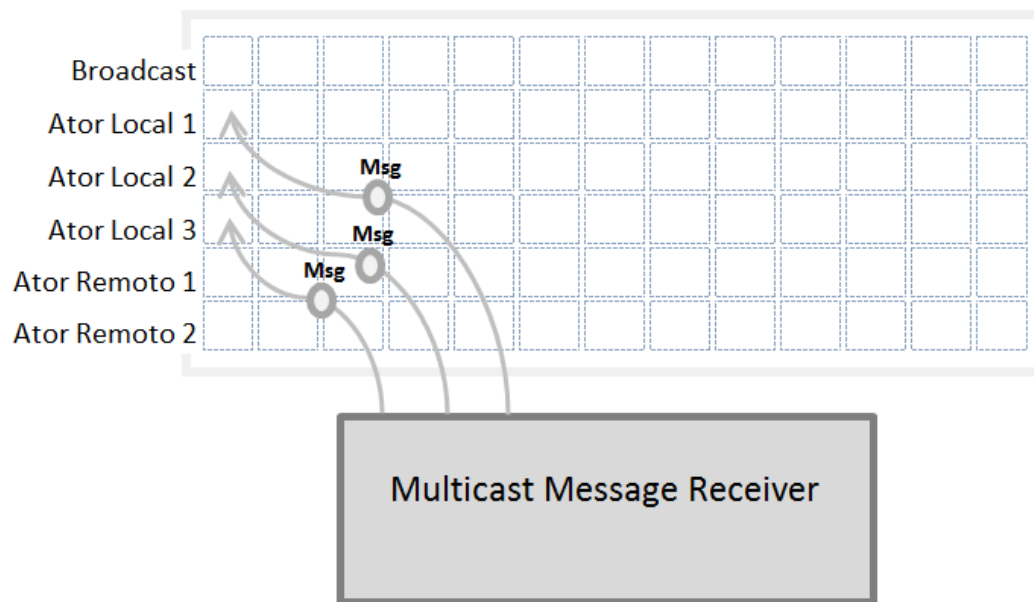 Broadcast
Ator Local 1
Ator Local 2
Msg
Ator Local 3
Msg
Ator Remoto 1
Msg
Ator Remoto 2
Multicast Message Receiver